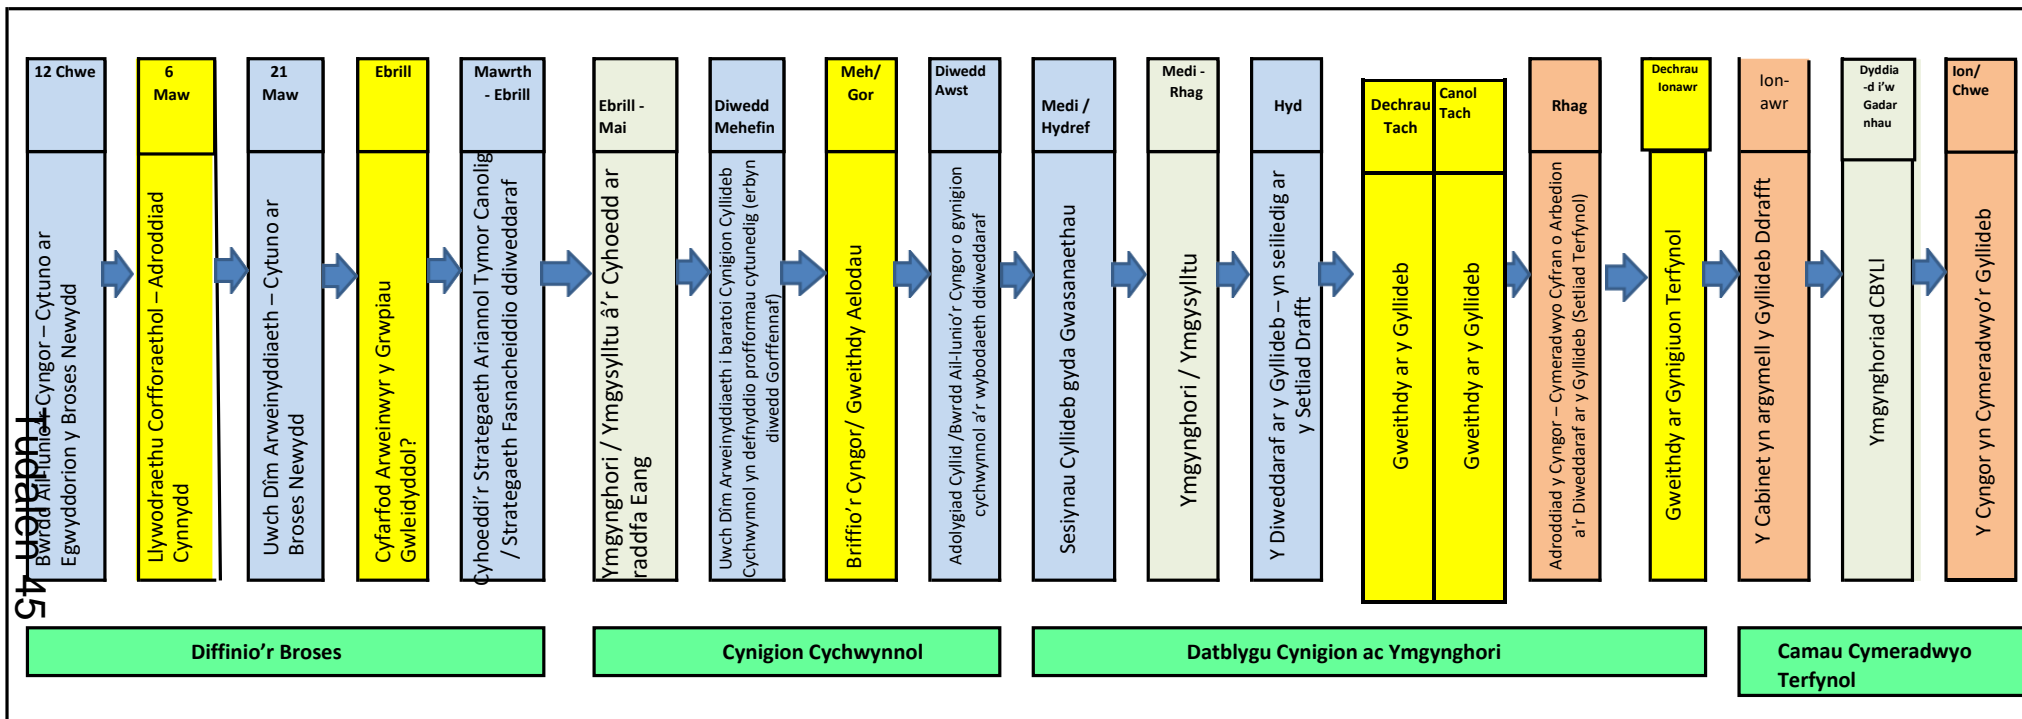 12 Chwe
Bwrdd Ail-lunio'r Cyngor – Cytuno ar
Egwyddorion y Broses Newydd
6
Maw
Llywodraethu Corfforaethol – Adroddiad
Cynnydd
21
Maw
Uwch Dîm Arweinyddiaeth – Cytuno ar
Broses Newydd
Ebrill
Cyfarfod Arweinwyr y Grwpiau
Gwleidyddol?
Mawrth
- Ebrill
Cyhoeddi'r Strategaeth Ariannol Tymor Canolig
/ Strategaeth Fasnacheiddio ddiweddaraf
Ebrill -
Mai
Ymgynghori / Ymgysylltu â'r Cyhoedd ar
raddfa Eang
Diwedd
Mehefin
Uwch Dîm Arweinyddiaeth i baratoi Cynigion Cyllideb
Cychwynnol yn defnyddio profformau cytunedig (erbyn
diwedd Gorffennaf)
Meh/
Gor
Briffio'r Cyngor/ Gweithdy Aelodau
Diwedd
Awst
Adolygiad Cyllid /Bwrdd Ail-lunio'r Cyngor o gynigion
cychwynnol a'r wybodaeth ddiweddaraf
Medi /
Hydref
Sesiynau Cyllideb gyda Gwasanaethau
Medi -
Rhag
Ymgynghori / Ymgysylltu
Hyd
Y Diweddaraf ar y Gyllideb – yn seiliedig ar
y Setliad Drafft
Dechrau
Tach
Gweithdy ar y Gyllideb
Canol
Tach
Gweithdy ar y Gyllideb
Rhag
Adroddiad y Cyngor – Cymeradwyo Cyfran o Arbedion
a'r Diweddaraf ar y Gyllideb (Setliad Terfynol)
Dechrau
Ionawr
Gweithdy ar Gynigiuon Terfynol
Ion-
awr
Y Cabinet yn argymell y Gyllideb Ddrafft
Dyddia
-d i'w
Gadar
nhau
Ymgynghoriad CBYLl
Ion/
Chwe
Y Cyngor yn Cymeradwyo'r Gyllideb
Tudalen 45
Diffinio'r Broses
Cynigion Cychwynnol
Datblygu Cynigion ac Ymgynghori
Camau Cymeradwyo
Terfynol